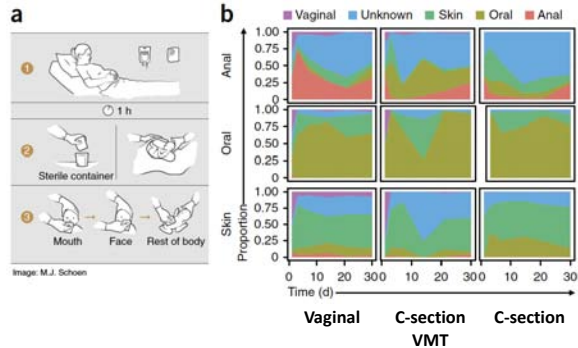 a
1
1 h
2
Sterile container
3
Mouth
Face
Rest of body
Image: M.J. Schoen
b
Vaginal Unknown Skin Oral Anal
Anal
1.00
0.75
0.50
0.25
0
Oral
1.00
0.75
0.50
0.25
0
Skin
Proportion
1.00
0.75
0.50
0.25
0
0 10 20 30 0 10 20 30 0 10 20 30
Time (d)
Vaginal C-section C-section
VMT